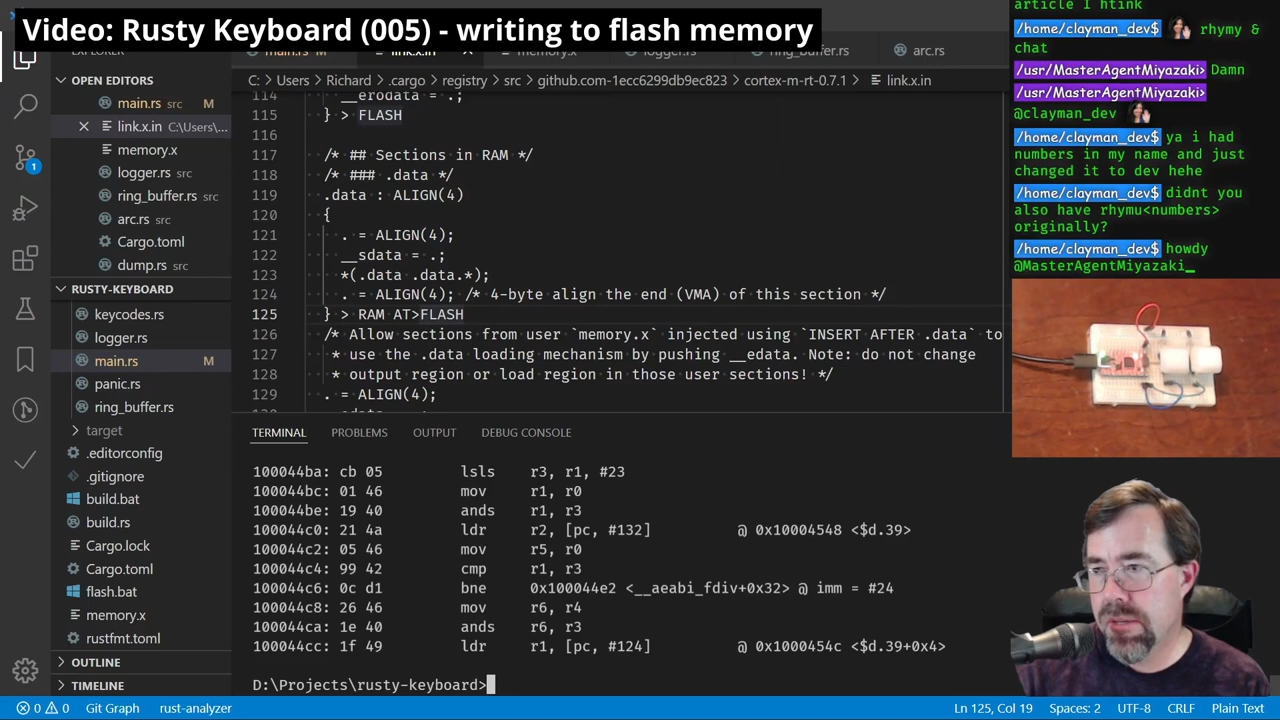 Video: Rusty Keyboard (005) - writing to flash memory
OPEN EDITORS
main.rs src M
link.x.in C:\Users\...
memory.x
logger.rs src
ring_buffer.rs src
arc.rs src
Cargo.toml
dump.rs src
RUSTY-KEYBOARD
keycodes.rs
logger.rs
main.rs M
panic.rs
ring_buffer.rs
target
.editorconfig
.gitignore
build.bat
build.rs
Cargo.lock
Cargo.toml
flash.bat
memory.x
rustfmt.toml
OUTLINE
TIMELINE
1
arc.rs
C: > Users > Richard > .cargo > registry > src > github.com-1ecc6299db9ec823 > cortex-m-rt-0.7.1 > link.x.in
114 __erodata = .;
115 } > FLASH
116
117 /* ## Sections in RAM */
118 /* ### .data */
119 .data : ALIGN(4)
120 {
121 . = ALIGN(4);
122 __sdata = .;
123 *(.data .data.*);
124 . = ALIGN(4); /* 4-byte align the end (VMA) of this section */
125 } > RAM AT>FLASH
126 /* Allow sections from user `memory.x` injected using `INSERT AFTER .data` to
127 * use the .data loading mechanism by pushing __edata. Note: do not change
128 * output region or load region in those user sections! */
129 . = ALIGN(4);
TERMINAL PROBLEMS OUTPUT DEBUG CONSOLE
100044ba: cb 05 lsls r3, r1, #23
100044bc: 01 46 mov r1, r0
100044be: 19 40 ands r1, r3
100044c0: 21 4a ldr r2, [pc, #132] @ 0x10004548 <$d.39>
100044c2: 05 46 mov r5, r0
100044c4: 99 42 cmp r1, r3
100044c6: 0c d1 bne 0x100044e2 <__aeabi_fdiv+0x32> @ imm = #24
100044c8: 26 46 mov r6, r4
100044ca: 1e 40 ands r6, r3
100044cc: 1f 49 ldr r1, [pc, #124] @ 0x1000454c <$d.39+0x4>
D:\Projects\rusty-keyboard>
article I htink
/home/clayman_dev$ rhymy &
chat
/usr/MasterAgentMiyazaki> Damn
/usr/MasterAgentMiyazaki>
@clayman_dev
/home/clayman_dev$ ya i had
numbers in my name and just
changed it to dev hehe
/home/clayman_dev$ didnt you
also have rhymu<numbers>
originally?
/home/clayman_dev$ howdy
@MasterAgentMiyazaki_
0 0 Git Graph rust-analyzer Ln 125, Col 19 Spaces: 2 UTF-8 CRLF Plain Text